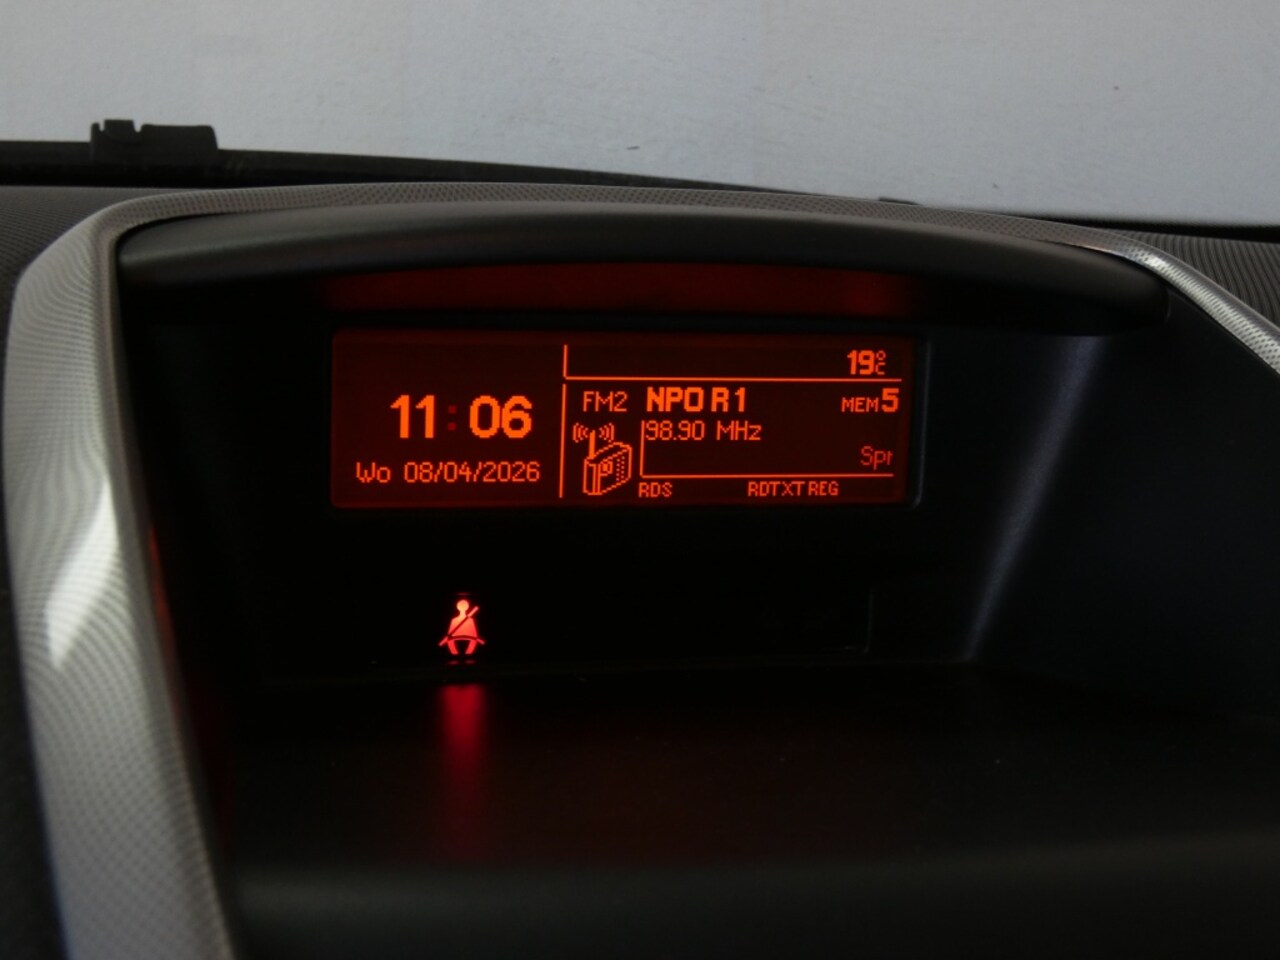 19°C
11:06
Wo 08/04/2026
FM2 NPO R1 MEM5
98.90 MHz
Spr
RDS RDTXT REG